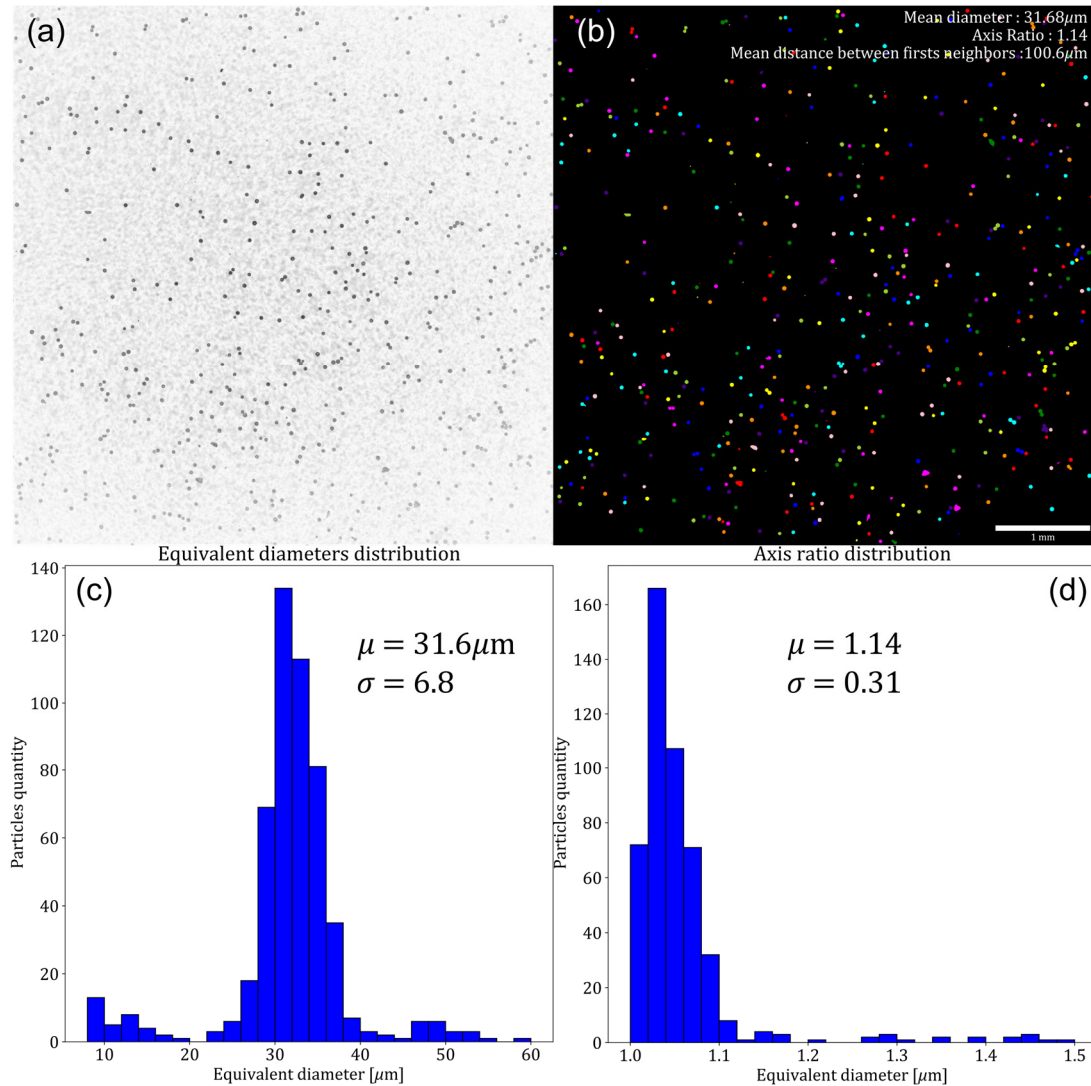 (a)
(b)
Mean diameter : 31.68μm
Axis Ratio : 1.14
Mean distance between firsts neighbors :100.6μm
1 mm
Equivalent diameters distribution
(c)
μ = 31.6μm
σ = 6.8
Particles quantity
140
120
100
80
60
40
20
0
10
20
30
40
50
60
Equivalent diameter [μm]
Axis ratio distribution
(d)
μ = 1.14
σ = 0.31
Particles quantity
160
140
120
100
80
60
40
20
0
1.0
1.1
1.2
1.3
1.4
1.5
Equivalent diameter [μm]